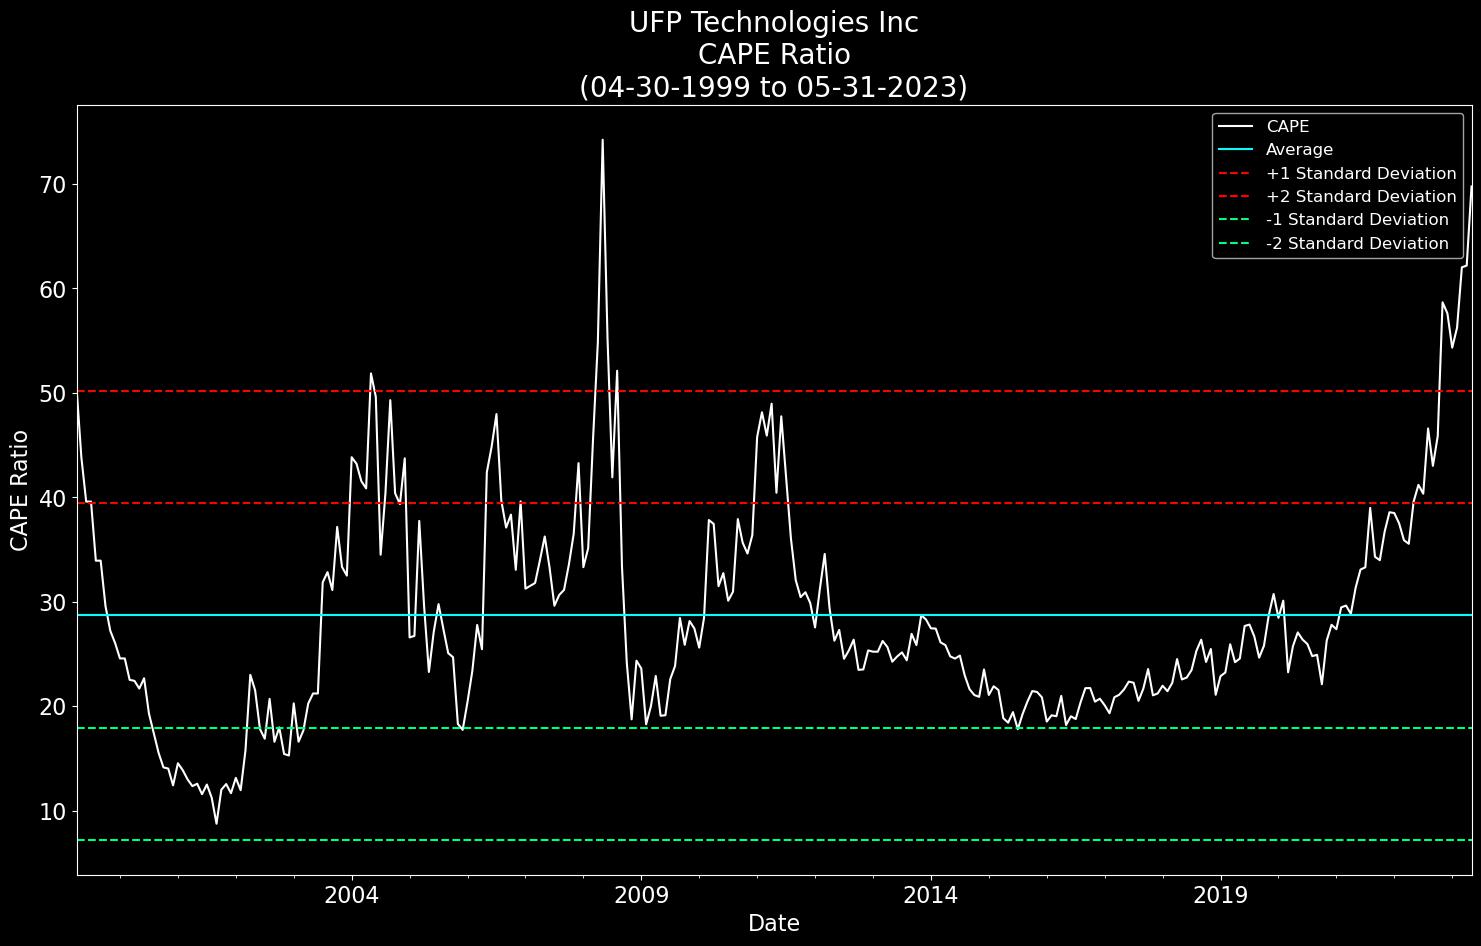 UFP Technologies Inc
CAPE Ratio
(04-30-1999 to 05-31-2023)
CAPE
Average
+1 Standard Deviation
+2 Standard Deviation
-1 Standard Deviation
-2 Standard Deviation
CAPE Ratio
70
60
50
40
30
20
10
2004 2009 2014 2019
Date